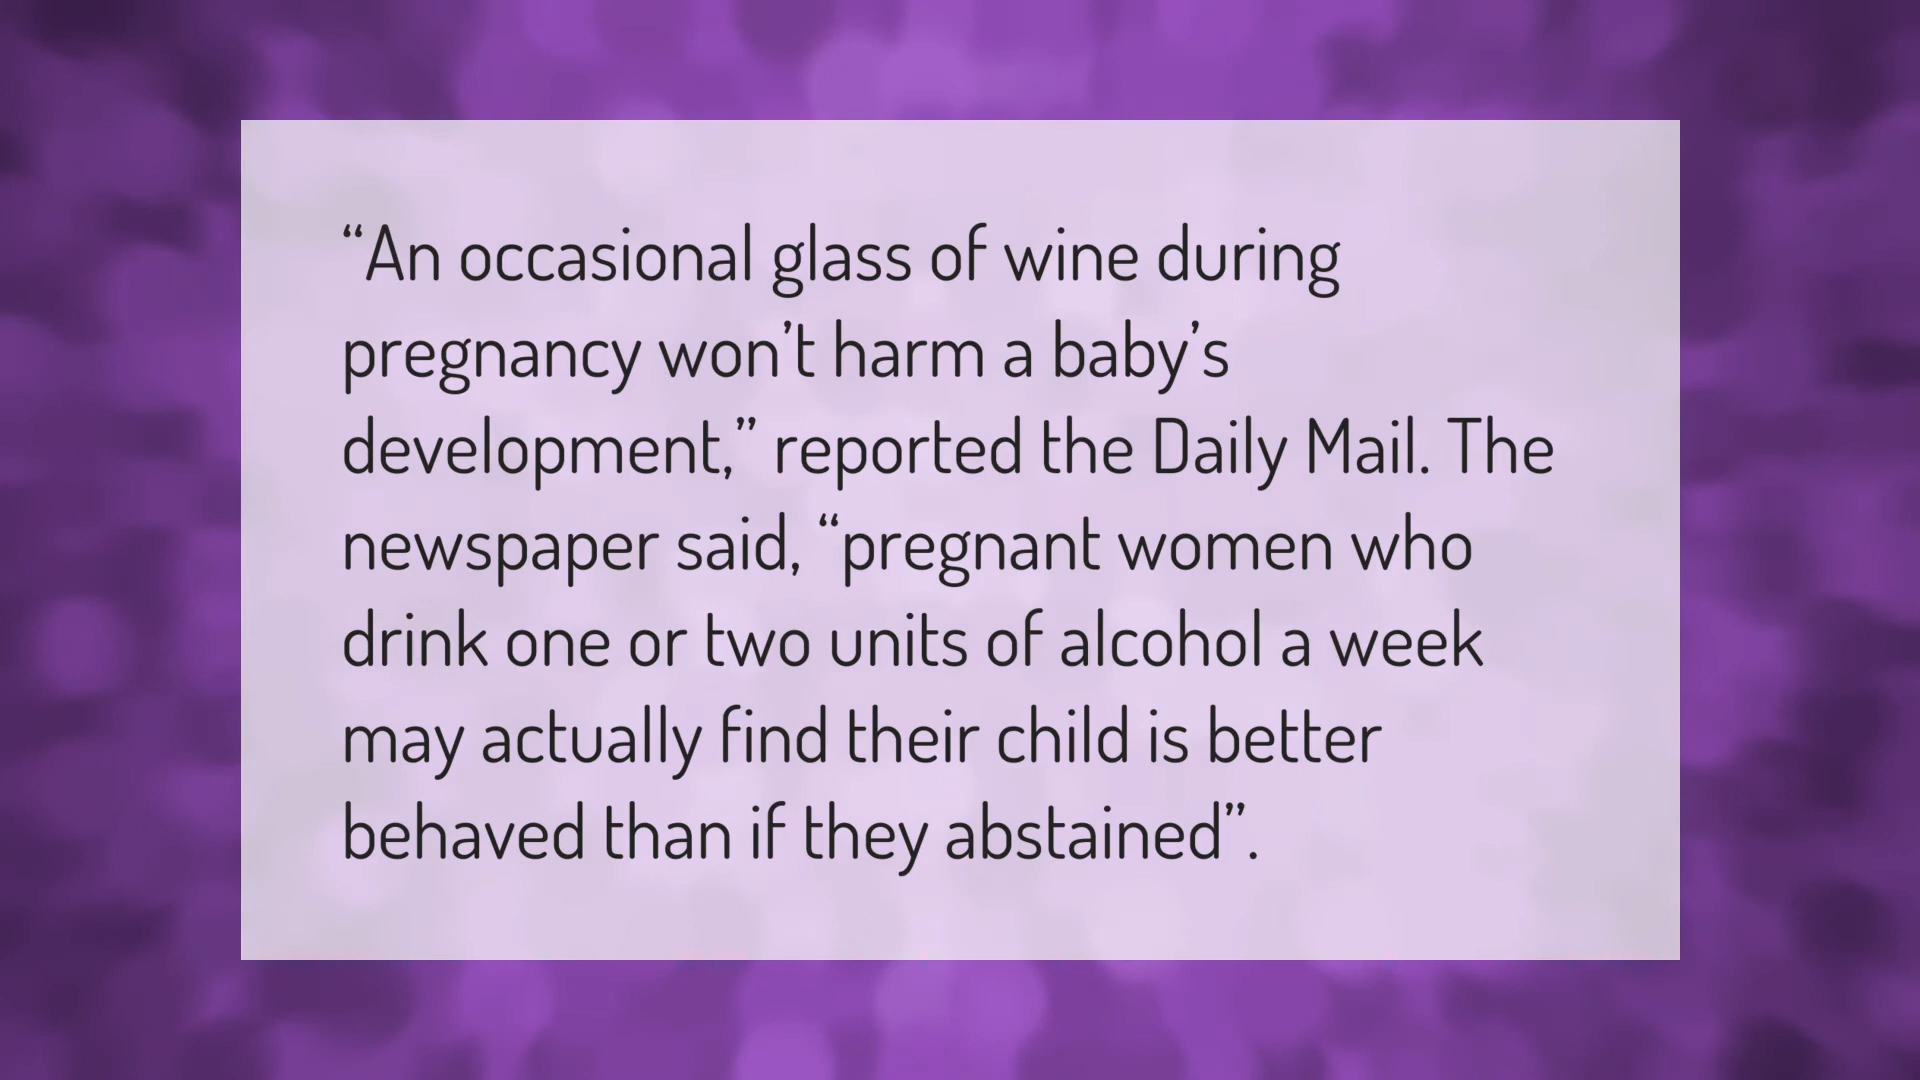 “An occasional glass of wine during
pregnancy won’t harm a baby’s
development,” reported the Daily Mail. The
newspaper said, “pregnant women who
drink one or two units of alcohol a week
may actually find their child is better
behaved than if they abstained”.